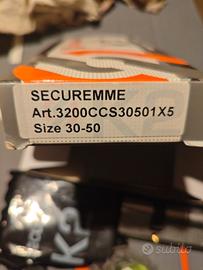 SECUREMME
Art.3200CCS30501X5
Size 30-50
K2
subito